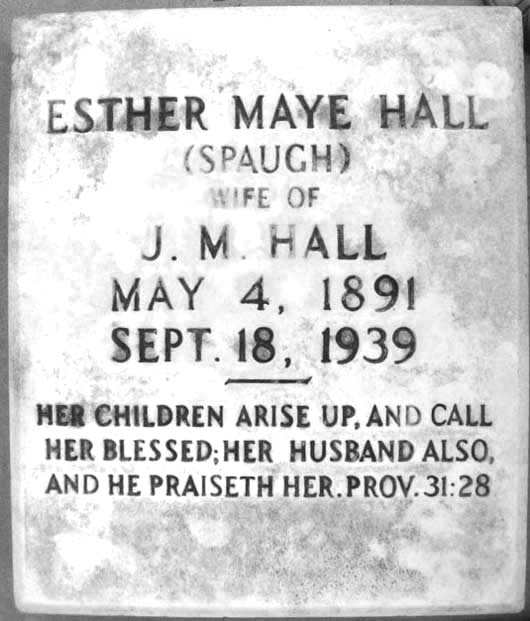 ESTHER MAYE HALL
(SPAUGH)
WIFE OF
J. M. HALL
MAY 4, 1891
SEPT. 18, 1939
HER CHILDREN ARISE UP, AND CALL
HER BLESSED; HER HUSBAND ALSO,
AND HE PRAISETH HER. PROV. 31:28